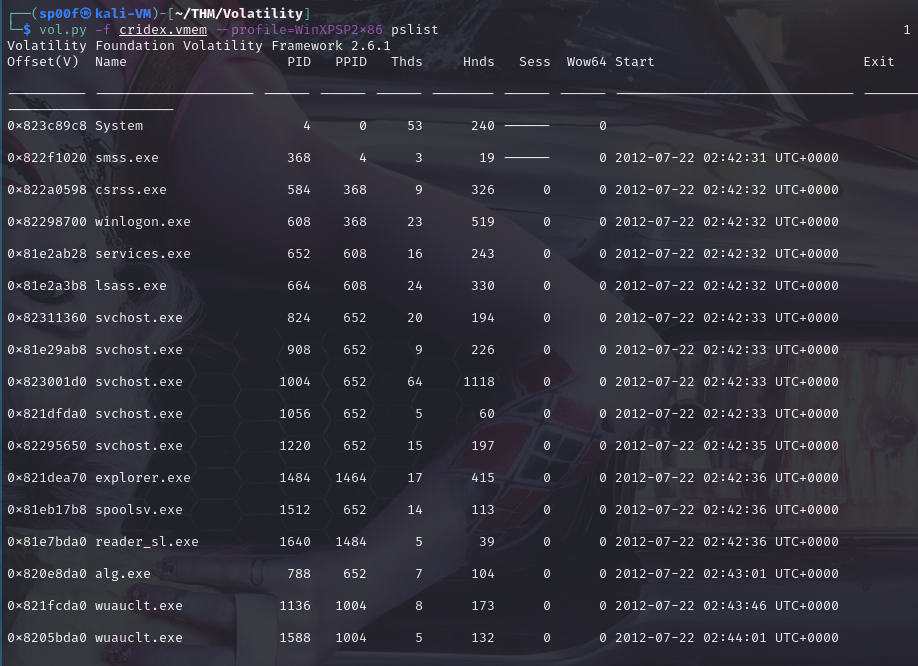 ┌──(sp00f㉿kali-VM)-[~/THM/Volatility]
└─$ vol.py -f cridex.vmem --profile=WinXPSP2x86 pslist 1
Volatility Foundation Volatility Framework 2.6.1
Offset(V) Name PID PPID Thds Hnds Sess Wow64 Start Exit
---------- -------------------- ------ ------ ------ -------- ------ ------ ------------------------------ -------
---------------------
0x823c89c8 System 4 0 53 240 ------ 0
0x822f1020 smss.exe 368 4 3 19 ------ 0 2012-07-22 02:42:31 UTC+0000
0x822a0598 csrss.exe 584 368 9 326 0 0 2012-07-22 02:42:32 UTC+0000
0x82298700 winlogon.exe 608 368 23 519 0 0 2012-07-22 02:42:32 UTC+0000
0x81e2ab28 services.exe 652 608 16 243 0 0 2012-07-22 02:42:32 UTC+0000
0x81e2a3b8 lsass.exe 664 608 24 330 0 0 2012-07-22 02:42:32 UTC+0000
0x82311360 svchost.exe 824 652 20 194 0 0 2012-07-22 02:42:33 UTC+0000
0x81e29ab8 svchost.exe 908 652 9 226 0 0 2012-07-22 02:42:33 UTC+0000
0x823001d0 svchost.exe 1004 652 64 1118 0 0 2012-07-22 02:42:33 UTC+0000
0x821dfda0 svchost.exe 1056 652 5 60 0 0 2012-07-22 02:42:33 UTC+0000
0x82295650 svchost.exe 1220 652 15 197 0 0 2012-07-22 02:42:35 UTC+0000
0x821dea70 explorer.exe 1484 1464 17 415 0 0 2012-07-22 02:42:36 UTC+0000
0x81eb17b8 spoolsv.exe 1512 652 14 113 0 0 2012-07-22 02:42:36 UTC+0000
0x81e7bda0 reader_sl.exe 1640 1484 5 39 0 0 2012-07-22 02:42:36 UTC+0000
0x820e8da0 alg.exe 788 652 7 104 0 0 2012-07-22 02:43:01 UTC+0000
0x821fcda0 wuauclt.exe 1136 1004 8 173 0 0 2012-07-22 02:43:46 UTC+0000
0x8205bda0 wuauclt.exe 1588 1004 5 132 0 0 2012-07-22 02:44:01 UTC+0000